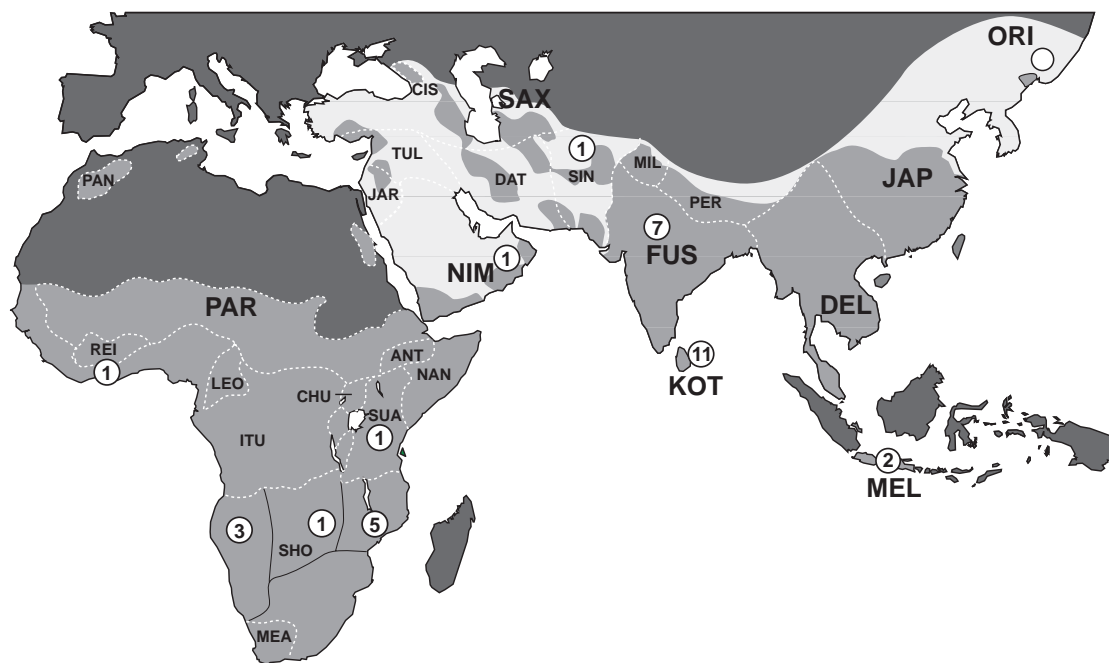 ORI
CIS
SAX
TUL
1
MIL
JAP
PAN
DAT
SIN
JAR
PER
7
FUS
NIM
1
PAR
DEL
REI
ANT
11
1
NAN
LEO
CHU
KOT
SUA
ITU
1
2
MEL
3
1
5
SHO
MEA